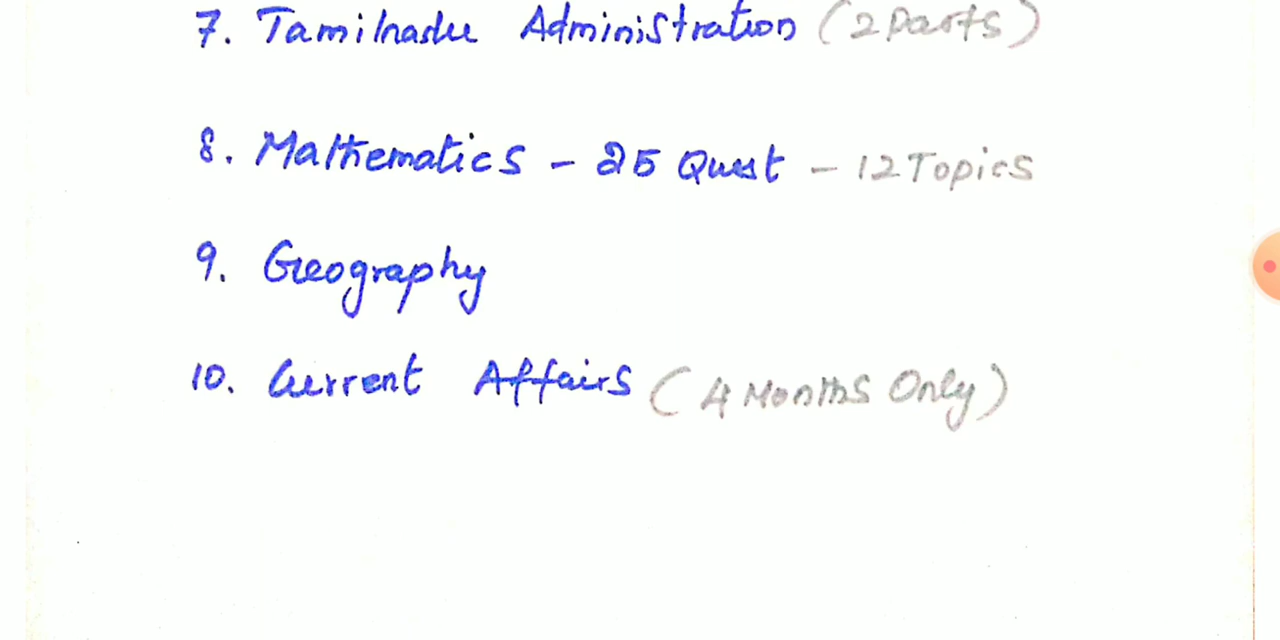 7. Tamilnadu Administration (2 Parts)
8. Mathematics - 25 Quest - 12 Topics
9. Geography
10. Current Affairs (4 Months Only)